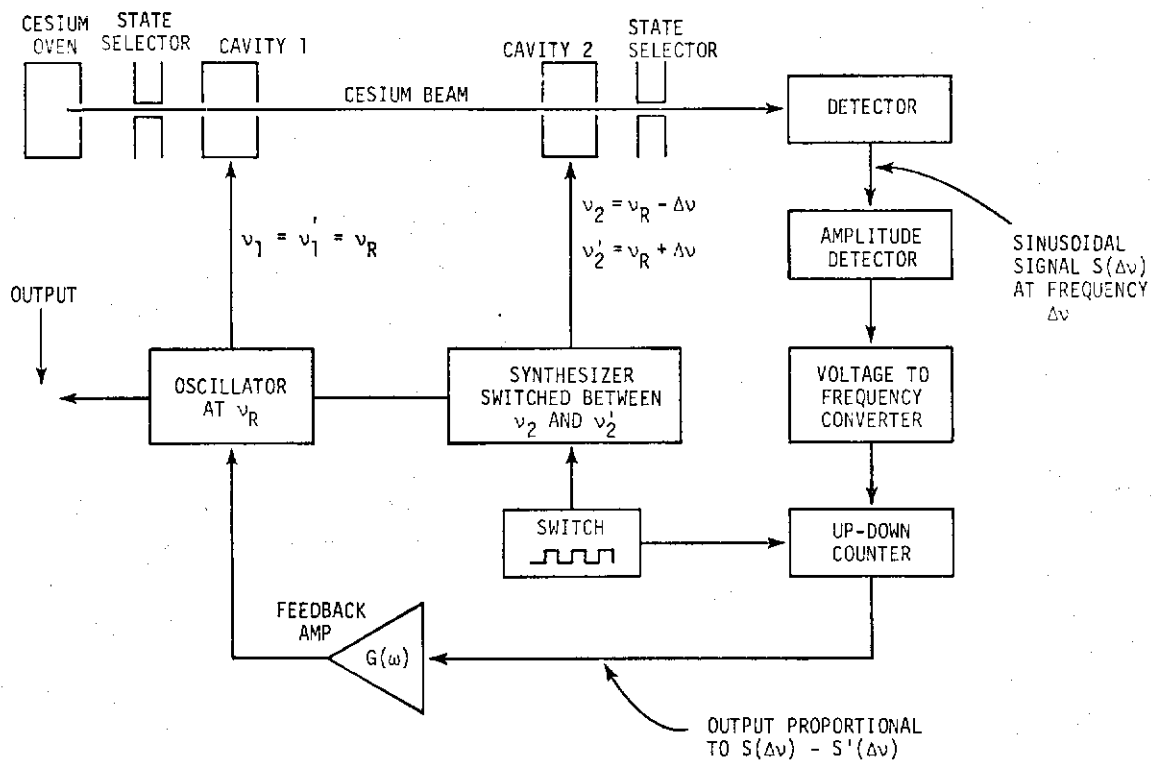 CESIUM
OVEN
STATE
SELECTOR
CAVITY 1
CAVITY 2
STATE
SELECTOR
CESIUM BEAM
DETECTOR
ν1 = ν1' = νR
ν2 = νR - Δν
ν2' = νR + Δν
AMPLITUDE
DETECTOR
SINUSOIDAL
SIGNAL S(Δν)
AT FREQUENCY
Δν
OUTPUT
OSCILLATOR
AT νR
SYNTHESIZER
SWITCHED BETWEEN
ν2 AND ν2'
VOLTAGE TO
FREQUENCY
CONVERTER
SWITCH
UP-DOWN
COUNTER
FEEDBACK
AMP
G(ω)
OUTPUT PROPORTIONAL
TO S(Δν) - S'(Δν)